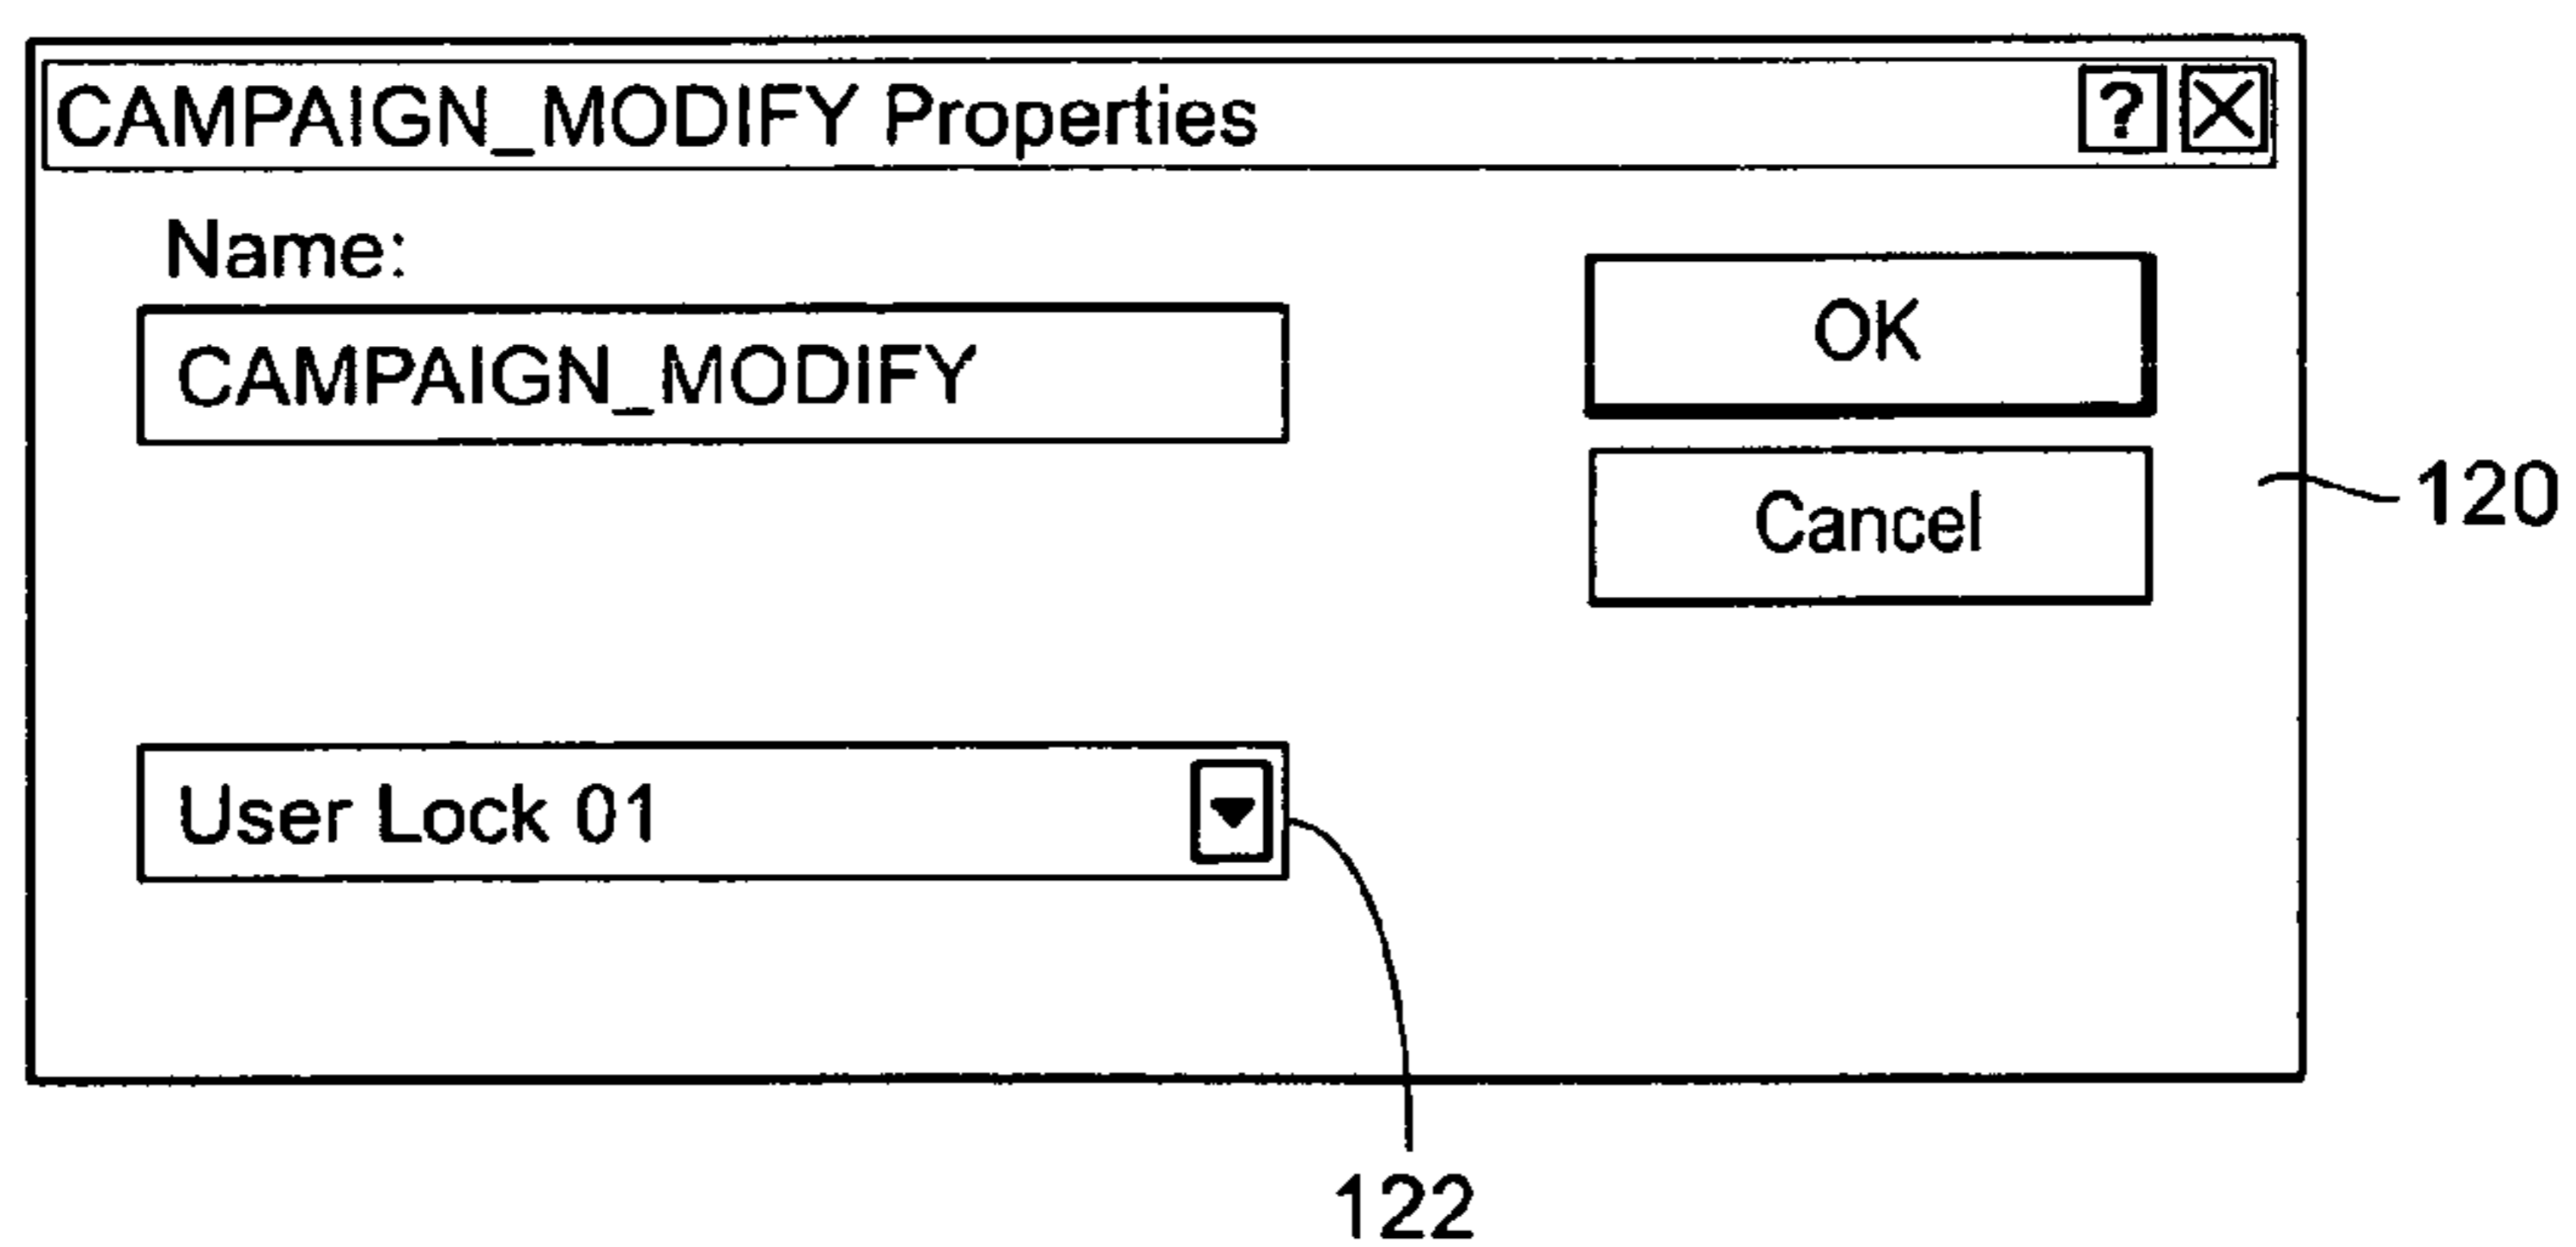 CAMPAIGN_MODIFY Properties ?
Name:
CAMPAIGN_MODIFY
OK
Cancel
120
User Lock 01
122